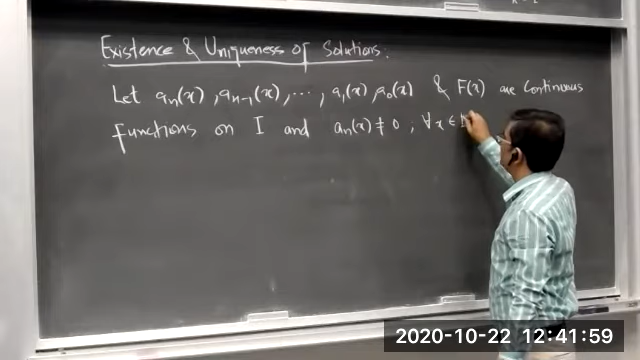 Existence & Uniqueness of Solutions.
Let aₙ(x), aₙ₋₁(x), ⋯, a₁(x), a₀(x) & F(x) are continuous
functions on I and aₙ(x) ≠ 0 ; ∀ x ∈ I
2020-10-22 12:41:59